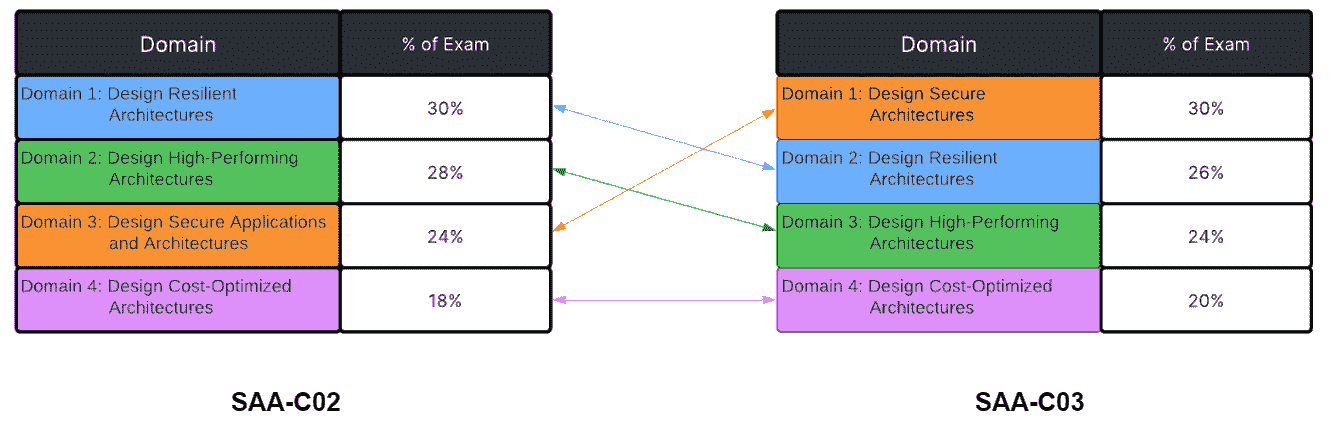 Domain
% of Exam
Domain 1: Design Resilient
Architectures
30%
Domain 2: Design High-Performing
Architectures
28%
Domain 3: Design Secure Applications
and Architectures
24%
Domain 4: Design Cost-Optimized
Architectures
18%
SAA-C02
Domain
% of Exam
Domain 1: Design Secure
Architectures
30%
Domain 2: Design Resilient
Architectures
26%
Domain 3: Design High-Performing
Architectures
24%
Domain 4: Design Cost-Optimized
Architectures
20%
SAA-C03